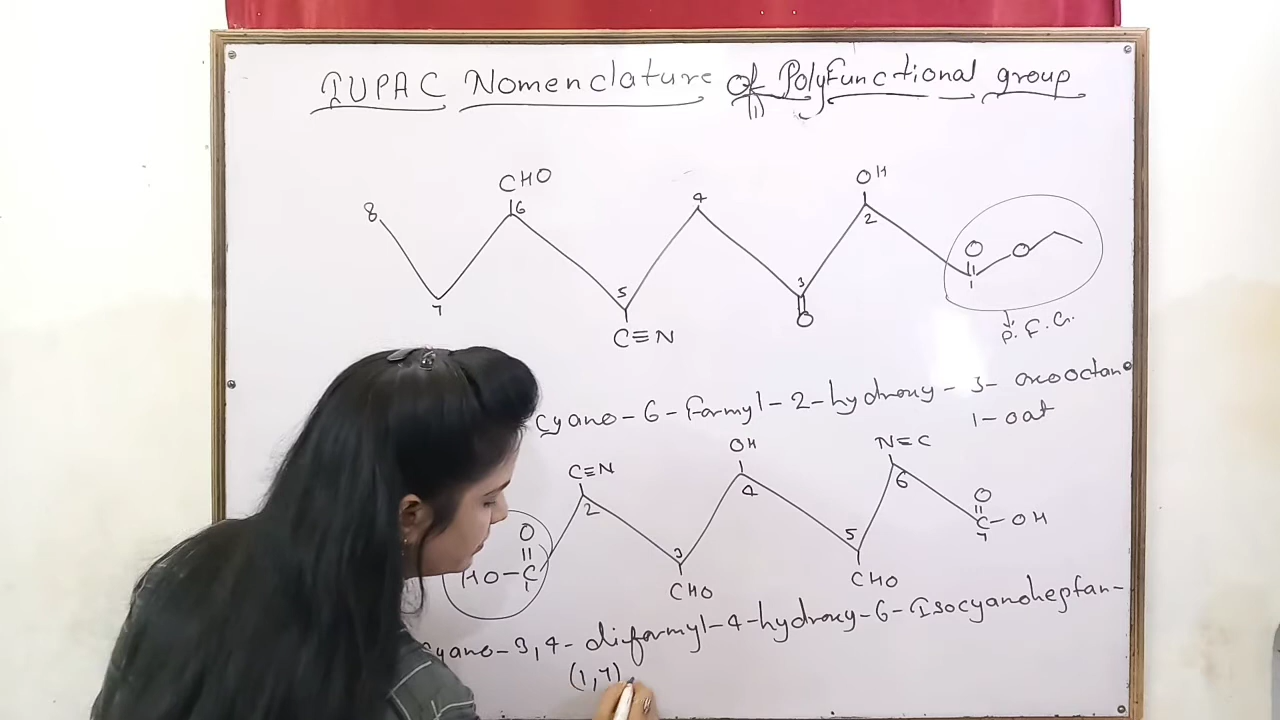 IUPAC Nomenclature of PolyFunctional group
CHO
OH
8
6
4
2
O
O
5
3
1
7
C≡N
O
P.F.G.
cyano-6-Formyl-2-hydroxy-3-oxooctan
1-oat
C≡N
OH
N≡C
2
4
6
O
O
HO-C
3
5
C-OH
7
CHO
CHO
yano-3,4-diformyl-4-hydroxy-6-Isocyanoheptan-
(1,7)